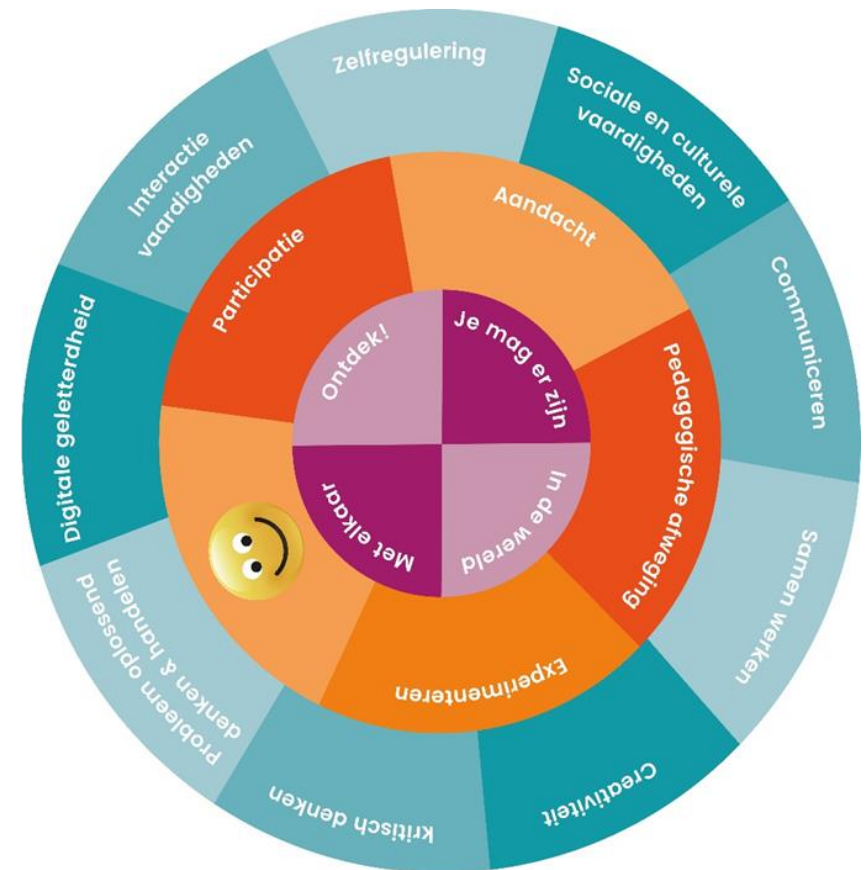 Zelfregulering
Sociale en culturele
vaardigheden
Communiceren
Samen werken
Creativiteit
kritisch denken
Probleem oplossend
denken & handelen
Digitale geletterdheid
Interactie
vaardigheden
Aandacht
Pedagogische afweging
Experimenteren
Participatie
Je mag er zijn
In de wereld
Met elkaar
Ontdek!